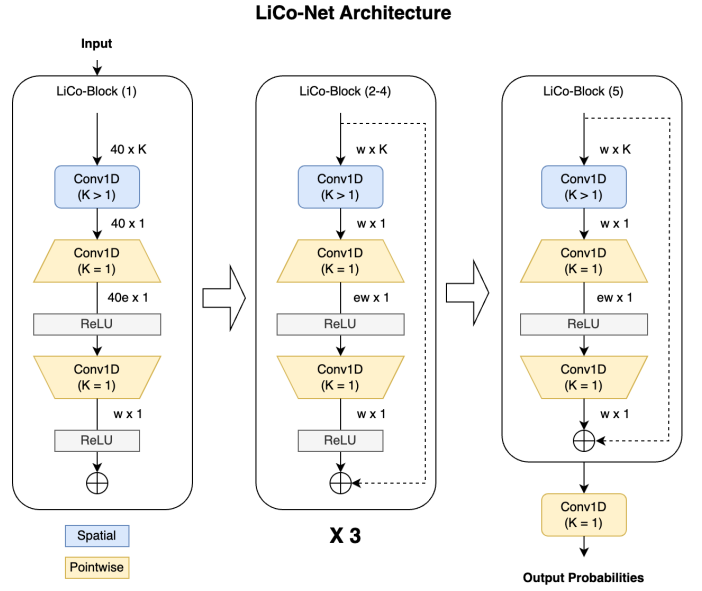 LiCo-Net Architecture
Input
LiCo-Block (1)
40 x K
Conv1D
(K > 1)
40 x 1
Conv1D
(K = 1)
40e x 1
ReLU
Conv1D
(K = 1)
w x 1
ReLU
Spatial
Pointwise
LiCo-Block (2-4)
w x K
Conv1D
(K > 1)
w x 1
Conv1D
(K = 1)
ew x 1
ReLU
Conv1D
(K = 1)
w x 1
ReLU
X 3
LiCo-Block (5)
w x K
Conv1D
(K > 1)
w x 1
Conv1D
(K = 1)
ew x 1
ReLU
Conv1D
(K = 1)
w x 1
Conv1D
(K = 1)
Output Probabilities